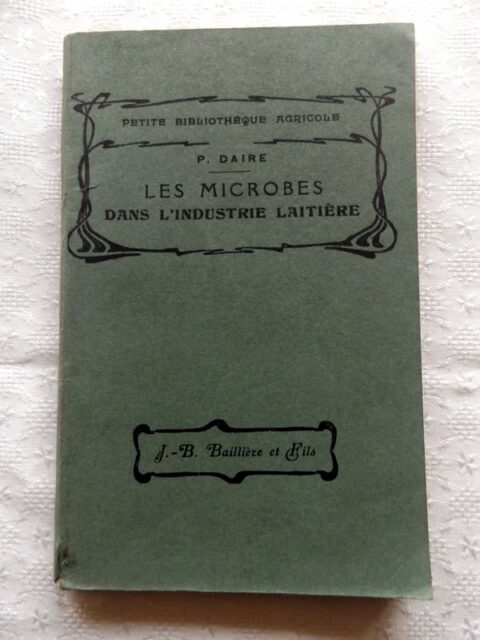 PETITE BIBLIOTHÈQUE AGRICOLE
P. DAIRE
LES MICROBES
DANS L'INDUSTRIE LAITIÈRE
J.-B. Baillière et Fils